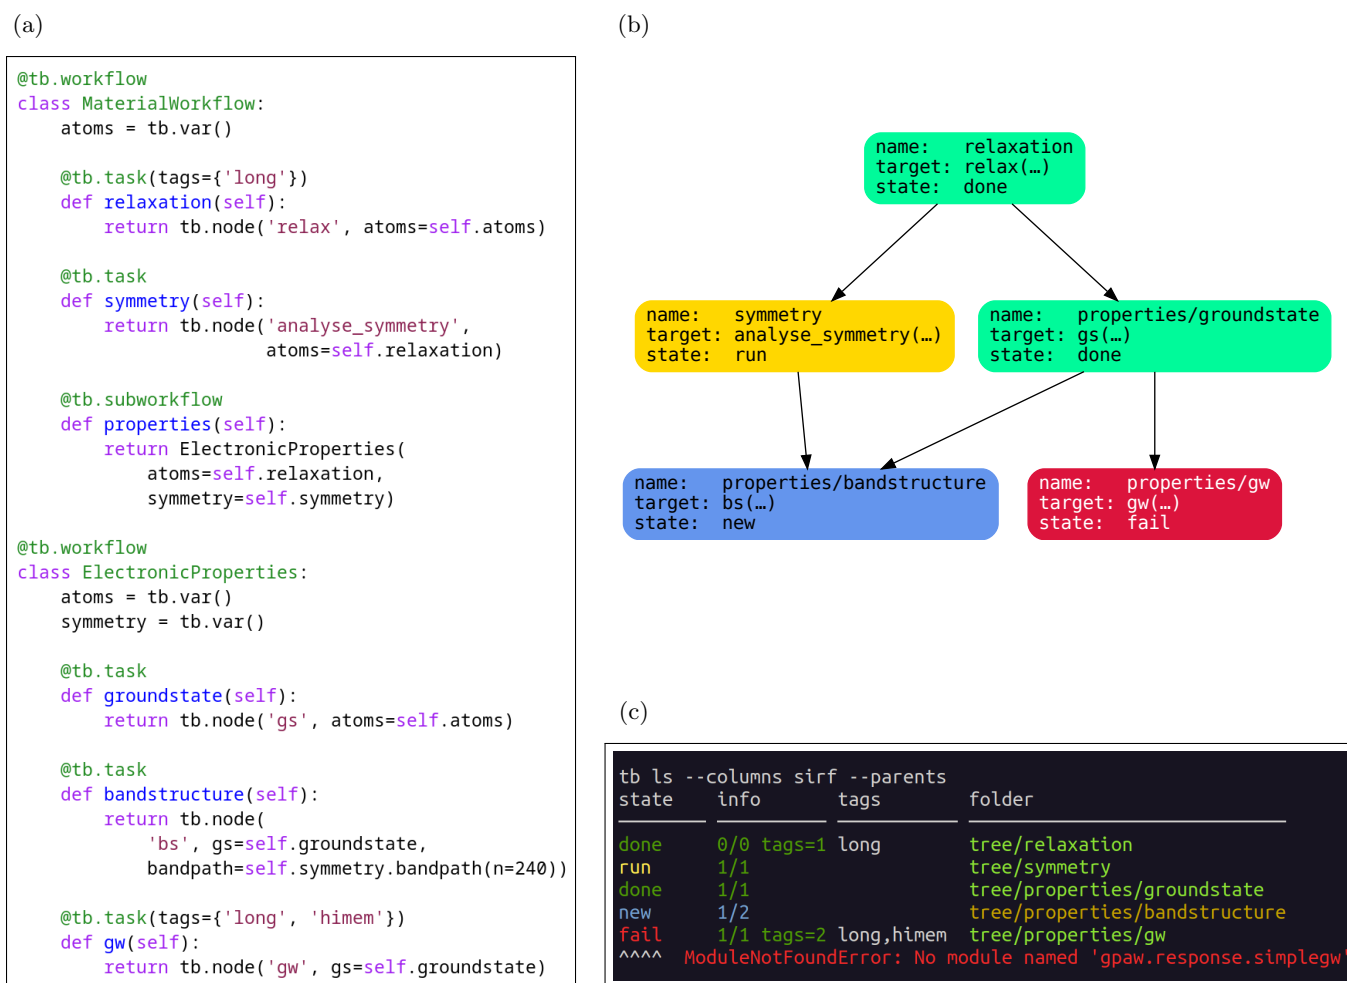 (a)
@tb.workflow
class MaterialWorkflow:
    atoms = tb.var()
    @tb.task(tags={'long'})
    def relaxation(self):
        return tb.node('relax', atoms=self.atoms)
    @tb.task
    def symmetry(self):
        return tb.node('analyse_symmetry',
                       atoms=self.relaxation)
    @tb.subworkflow
    def properties(self):
        return ElectronicProperties(
            atoms=self.relaxation,
            symmetry=self.symmetry)
@tb.workflow
class ElectronicProperties:
    atoms = tb.var()
    symmetry = tb.var()
    @tb.task
    def groundstate(self):
        return tb.node('gs', atoms=self.atoms)
    @tb.task
    def bandstructure(self):
        return tb.node(
            'bs', gs=self.groundstate,
            bandpath=self.symmetry.bandpath(n=240))
    @tb.task(tags={'long', 'himem'})
    def gw(self):
        return tb.node('gw', gs=self.groundstate)
(b)
name:   relaxation
target: relax(…)
state:  done
name:   symmetry
target: analyse_symmetry(…)
state:  run
name:   properties/groundstate
target: gs(…)
state:  done
name:   properties/bandstructure
target: bs(…)
state:  new
name:   properties/gw
target: gw(…)
state:  fail
(c)
tb ls --columns sirf --parents
state    info       tags        folder
done     0/0 tags=1 long        tree/relaxation
run      1/1                    tree/symmetry
done     1/1                    tree/properties/groundstate
new      1/2                    tree/properties/bandstructure
fail     1/1 tags=2 long,himem  tree/properties/gw
^^^^  ModuleNotFoundError: No module named 'gpaw.response.simplegw'